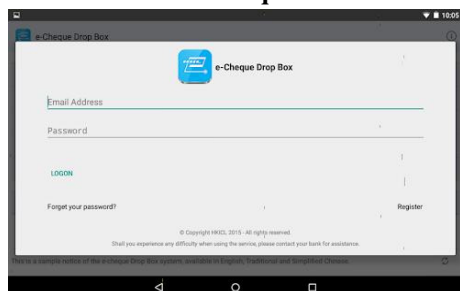 10:05
e-Cheque Drop Box
e-Cheque Drop Box
Email Address
Password
LOGON
Forget your password?
Register
© Copyright HKICL 2015 - All rights reserved.
Shall you experience any difficulty when using the service, please contact your bank for assistance.
This is a sample notice of the e-cheque Drop Box system, available in English, Traditional and Simplified Chinese.